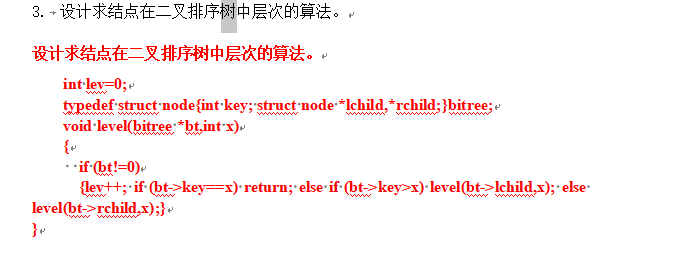 3. 设计求结点在二叉排序树中层次的算法。
设计求结点在二叉排序树中层次的算法。
int lev=0;
typedef struct node{int key; struct node *lchild,*rchild;}bitree;
void level(bitree *bt,int x)
{
if (bt!=0)
{lev++; if (bt->key==x) return; else if (bt->key>x) level(bt->lchild,x); else
level(bt->rchild,x);}
}